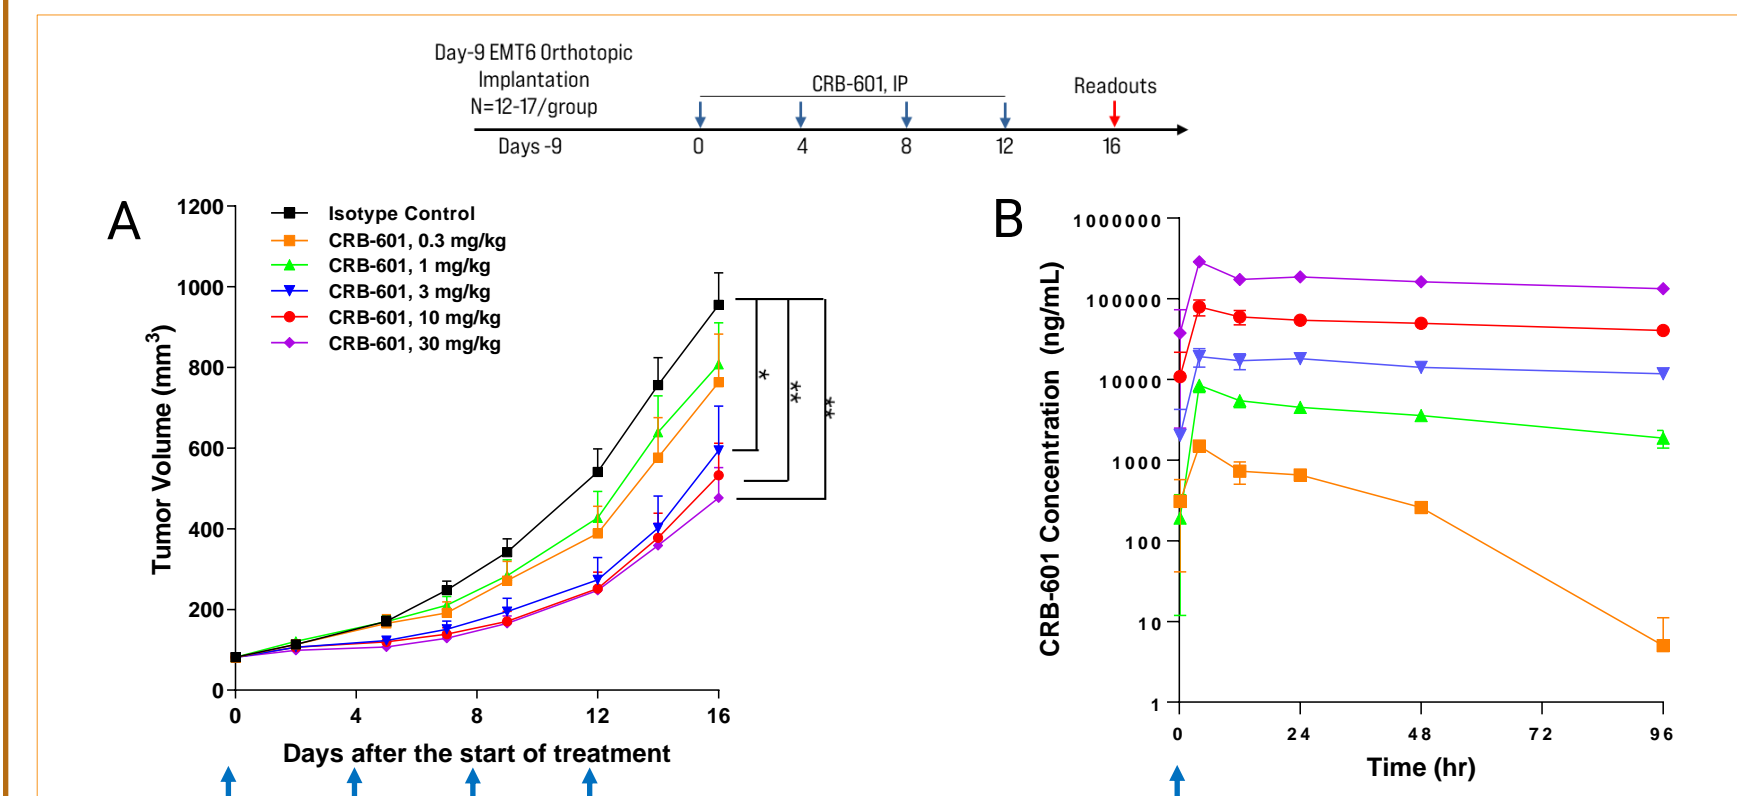 Day-9 EMT6 Orthotopic
Implantation
N=12-17/group
CRB-601, IP
Readouts
Days -9
0
4
8
12
16
A
1200
1000
800
600
400
200
0
Tumor Volume (mm³)
Isotype Control
CRB-601, 0.3 mg/kg
CRB-601, 1 mg/kg
CRB-601, 3 mg/kg
CRB-601, 10 mg/kg
CRB-601, 30 mg/kg
*
**
**
0
4
8
12
16
Days after the start of treatment
B
1000000
100000
10000
1000
100
10
1
CRB-601 Concentration (ng/mL)
0
24
48
72
96
Time (hr)